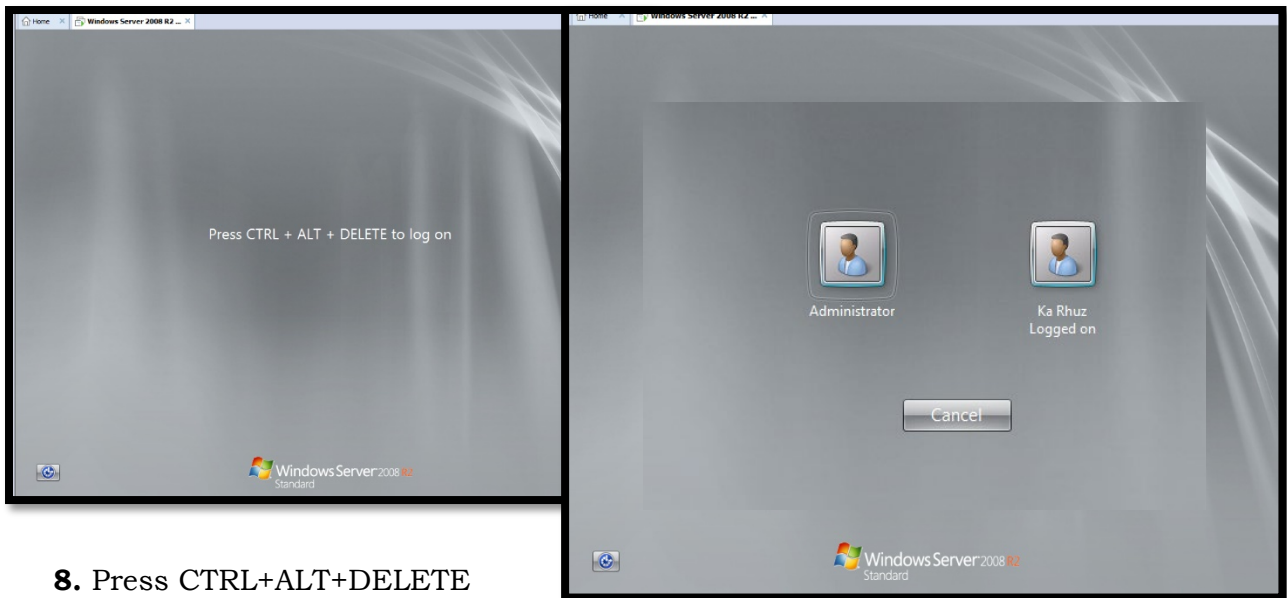 Home × Windows Server 2008 R2 ... ×
Press CTRL + ALT + DELETE to log on
Windows Server 2008 R2
Standard
Home × Windows Server 2008 R2 ... ×
Administrator
Ka Rhuz
Logged on
Cancel
Windows Server 2008 R2
Standard
8. Press CTRL+ALT+DELETE